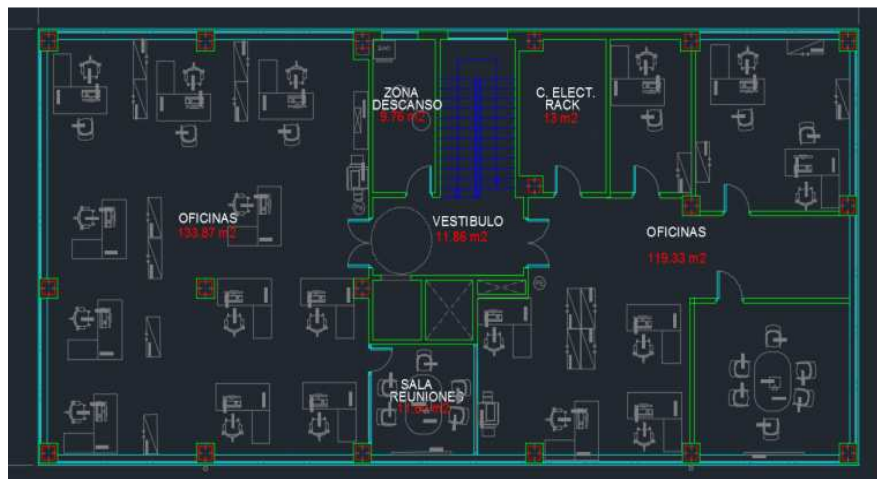 ZONA
DESCANSO
9.76 m2
C. ELECT.
RACK
13 m2
OFICINAS
133.87 m2
VESTIBULO
11.86 m2
OFICINAS
119.33 m2
SALA
REUNIONES